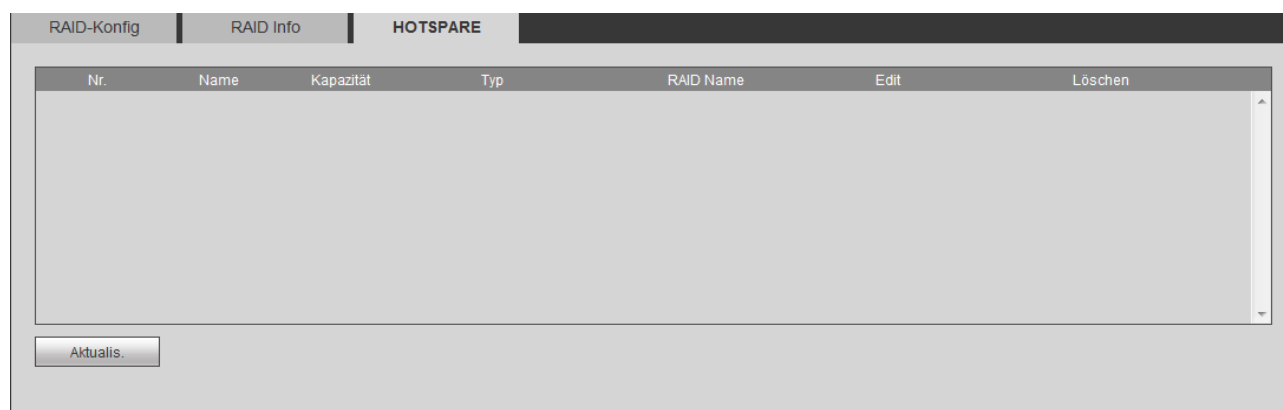 RAID-Konfig RAID Info HOTSPARE
Nr. Name Kapazität Typ RAID Name Edit Löschen
Aktualis.